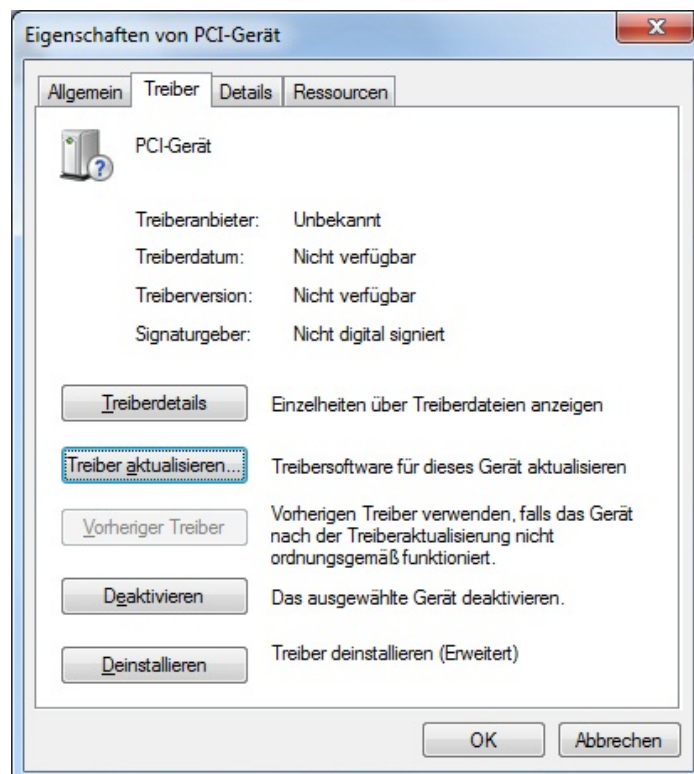 Eigenschaften von PCI-Gerät
Allgemein Treiber Details Ressourcen
PCI-Gerät
Treiberanbieter: Unbekannt
Treiberdatum: Nicht verfügbar
Treiberversion: Nicht verfügbar
Signaturgeber: Nicht digital signiert
Treiberdetails Einzelheiten über Treiberdateien anzeigen
Treiber aktualisieren... Treibersoftware für dieses Gerät aktualisieren
Vorheriger Treiber Vorherigen Treiber verwenden, falls das Gerät
nach der Treiberaktualisierung nicht
ordnungsgemäß funktioniert.
Deaktivieren Das ausgewählte Gerät deaktivieren.
Deinstallieren Treiber deinstallieren (Erweitert)
OK Abbrechen